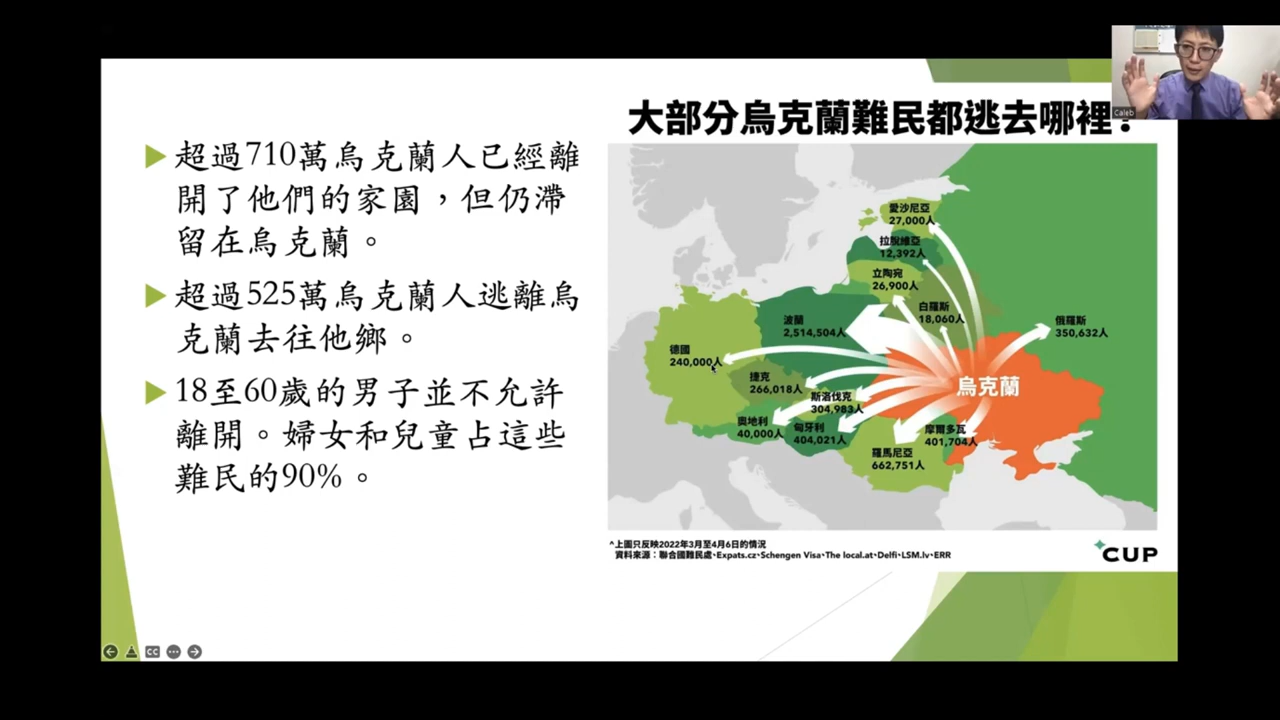 大部分烏克蘭難民都逃去哪裡？
Caleb
▶超過710萬烏克蘭人已經離
開了他們的家園，但仍滯
留在烏克蘭。
▶超過525萬烏克蘭人逃離烏
克蘭去往他鄉。
▶18至60歲的男子並不允許
離開。婦女和兒童占這些
難民的90%。
愛沙尼亞
27,000人
拉脫維亞
12,392人
立陶宛
26,900人
白羅斯
18,060人
俄羅斯
350,632人
波蘭
2,514,504人
德國
240,000人
捷克
266,018人
斯洛伐克
304,983人
烏克蘭
奧地利
40,000人
匈牙利
404,021人
摩爾多瓦
401,704人
羅馬尼亞
662,751人
^上圖只反映2022年3月至4月6日的情況
資料來源：聯合國難民處、Expats.cz、Schengen Visa、The local.at、Delfi、LSM.lv、ERR
CUP
CC